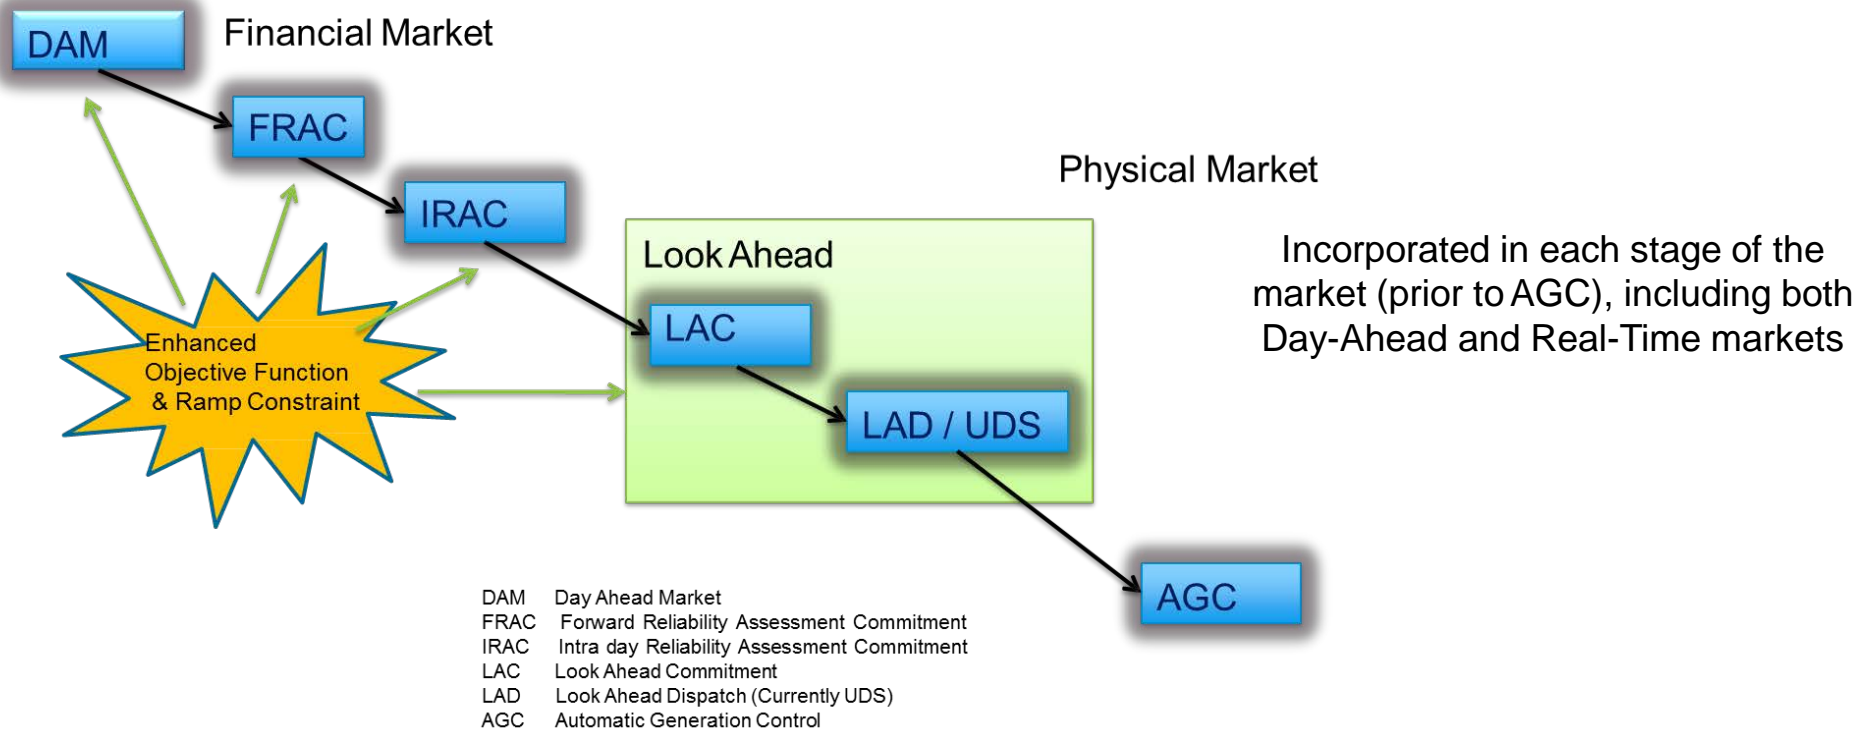 DAM
Financial Market
FRAC
Physical Market
IRAC
Look Ahead
Incorporated in each stage of the
market (prior to AGC), including both
Day-Ahead and Real-Time markets
LAC
Enhanced
Objective Function
& Ramp Constraint
LAD / UDS
AGC
DAM Day Ahead Market
FRAC Forward Reliability Assessment Commitment
IRAC Intra day Reliability Assessment Commitment
LAC Look Ahead Commitment
LAD Look Ahead Dispatch (Currently UDS)
AGC Automatic Generation Control